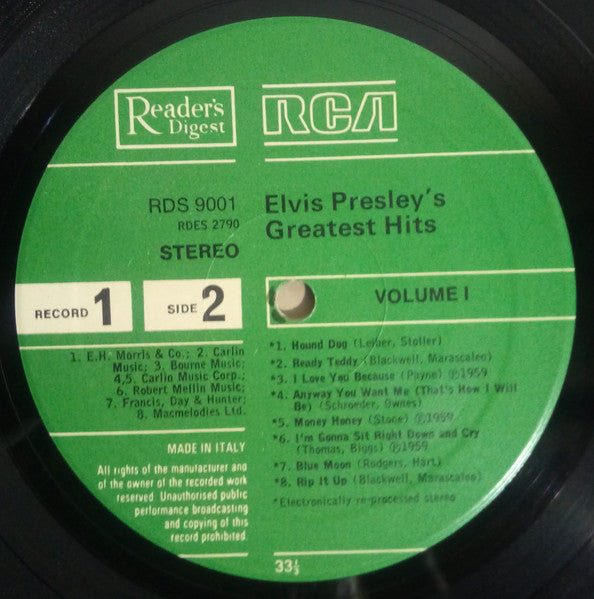 Reader's
Digest
RCA
RDS 9001
RDES 2790
STEREO
Elvis Presley's
Greatest Hits
RECORD 1
SIDE 2
VOLUME I
1. E.H. Morris & Co.; 2. Carlin
Music; 3. Bourne Music;
4,5. Carlin Music Corp.;
6. Robert Mellin Music;
7. Francis, Day & Hunter;
8. Macmelodies Ltd.
*1. Hound Dog (Leiber, Stoller)
*2. Ready Teddy (Blackwell, Marascalco)
*3. I Love You Because (Payne) ℗1959
*4. Anyway You Want Me (That's How I Will
Be) (Schroeder, Ownes)
*5. Money Honey (Stone) ℗1959.
*6. I'm Gonna Sit Right Down and Cry
(Thomas, Biggs) ℗1959
*7. Blue Moon (Rodgers, Hart)
*8. Rip It Up (Blackwell, Marascalco)
*Electronically re-processed stereo
MADE IN ITALY
All rights of the manufacturer and
of the owner of the recorded work
reserved. Unauthorised public
performance broadcasting
and copying of this
record prohibited.
33⅓